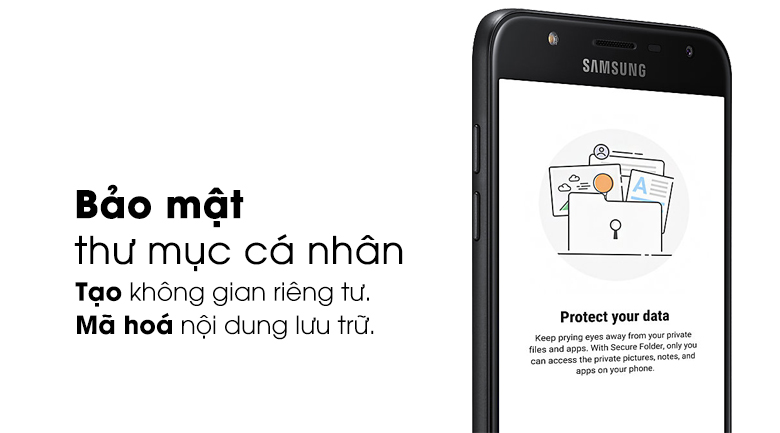 Bảo mật
thư mục cá nhân
Tạo không gian riêng tư.
Mã hoá nội dung lưu trữ.
SAMSUNG
A
Protect your data
Keep prying eyes away from your private
files and apps. With Secure Folder, only you
can access the private pictures, notes, and
apps on your phone.